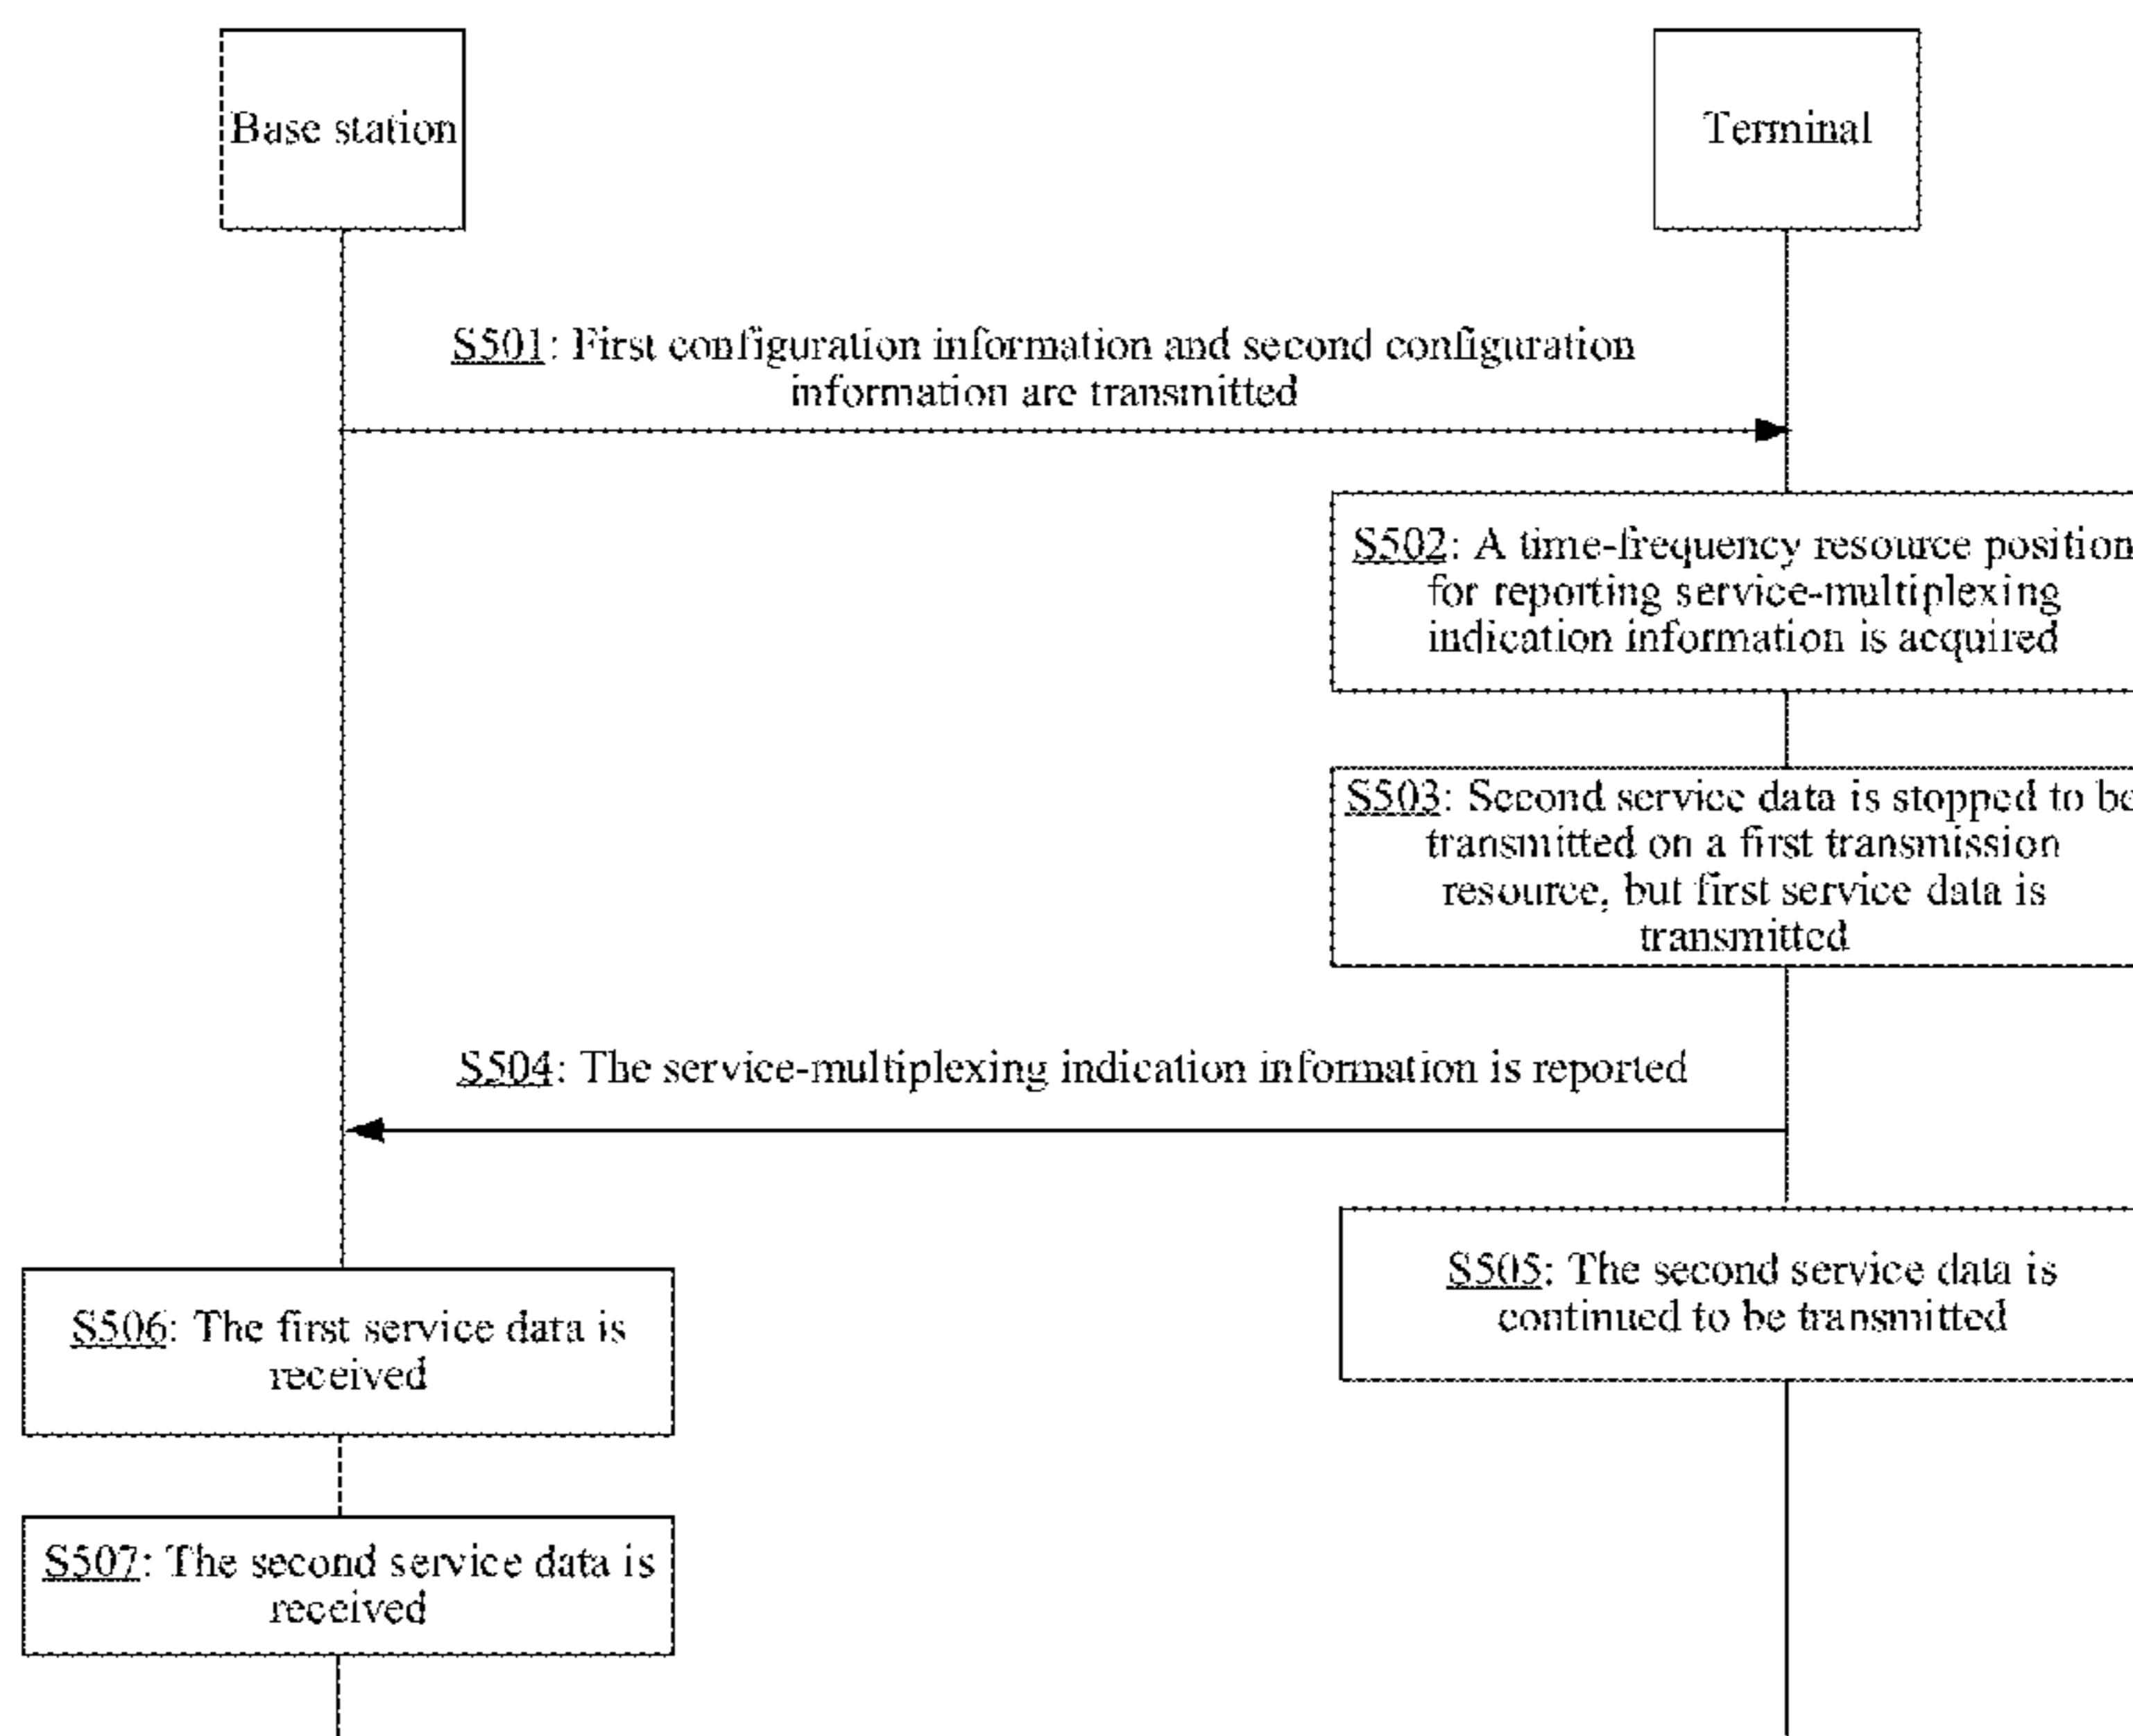 Base station
Terminal
S501: First configuration information and second configuration
information are transmitted
S502: A time-frequency resource position
for reporting service-multiplexing
indication information is acquired
S503: Second service data is stopped to be
transmitted on a first transmission
resource, but first service data is
transmitted
S504: The service-multiplexing indication information is reported
S505: The second service data is
continued to be transmitted
S506: The first service data is
received
S507: The second service data is
received